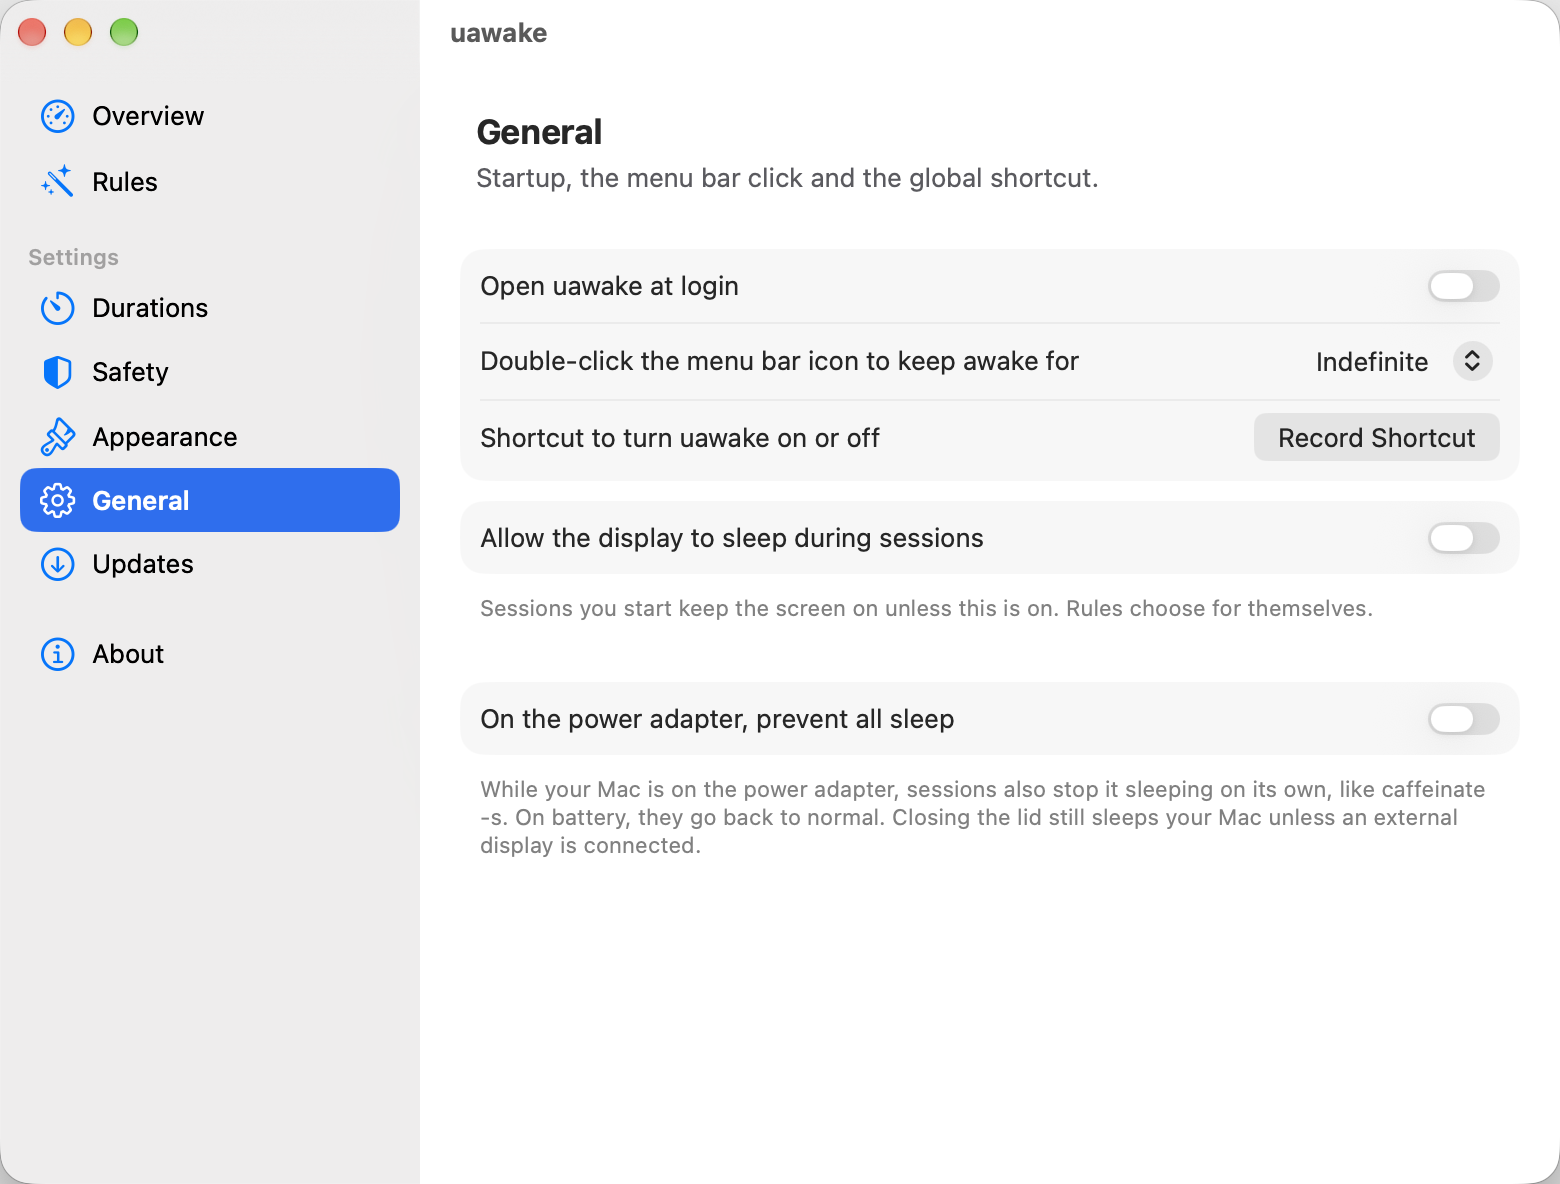 uawake
Overview
Rules
Settings
Durations
Safety
Appearance
General
Updates
About
General
Startup, the menu bar click and the global shortcut.
Open uawake at login
Double-click the menu bar icon to keep awake for
Indefinite
Shortcut to turn uawake on or off
Record Shortcut
Allow the display to sleep during sessions
Sessions you start keep the screen on unless this is on. Rules choose for themselves.
On the power adapter, prevent all sleep
While your Mac is on the power adapter, sessions also stop it sleeping on its own, like caffeinate
-s. On battery, they go back to normal. Closing the lid still sleeps your Mac unless an external
display is connected.